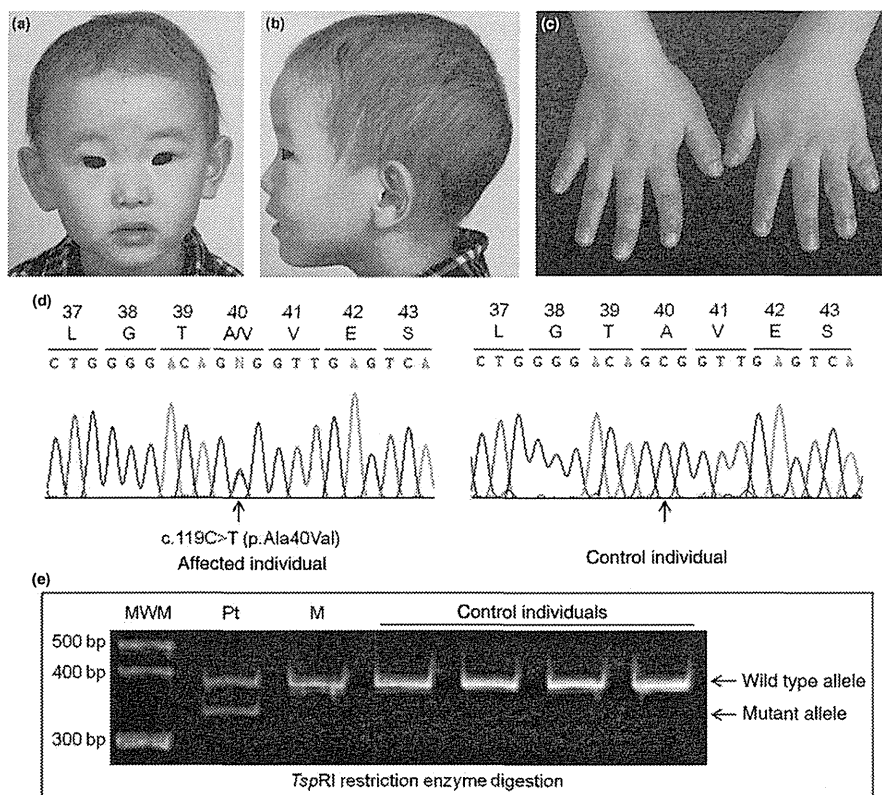 (a) (b) (c)
(d)
37 38 39 40 41 42 43
L G T A/V V E S
C T G G G G A C A G N G G T T G A G T C A
c.119C>T (p.Ala40Val)
Affected individual
37 38 39 40 41 42 43
L G T A V E S
C T G G G G A C A G C G G T T G A G T C A
Control individual
(e)
MWM Pt M Control individuals
500 bp
400 bp
300 bp
Wild type allele
Mutant allele
TspRI restriction enzyme digestion